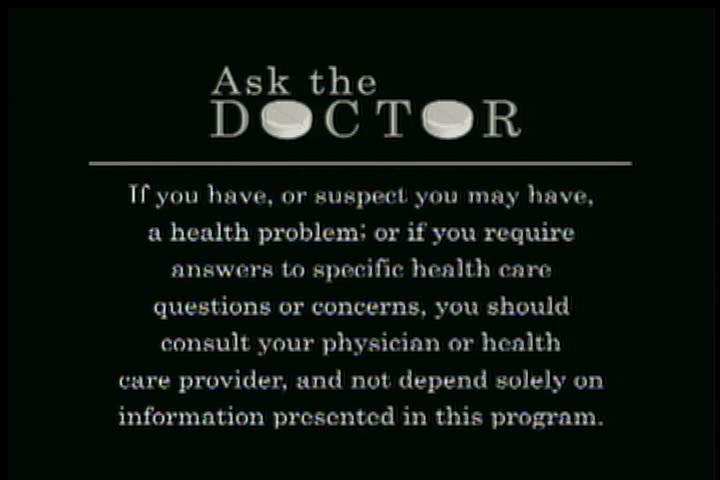 Ask the
DOCTOR
If you have, or suspect you may have,
a health problem; or if you require
answers to specific health care
questions or concerns, you should
consult your physician or health
care provider, and not depend solely on
information presented in this program.